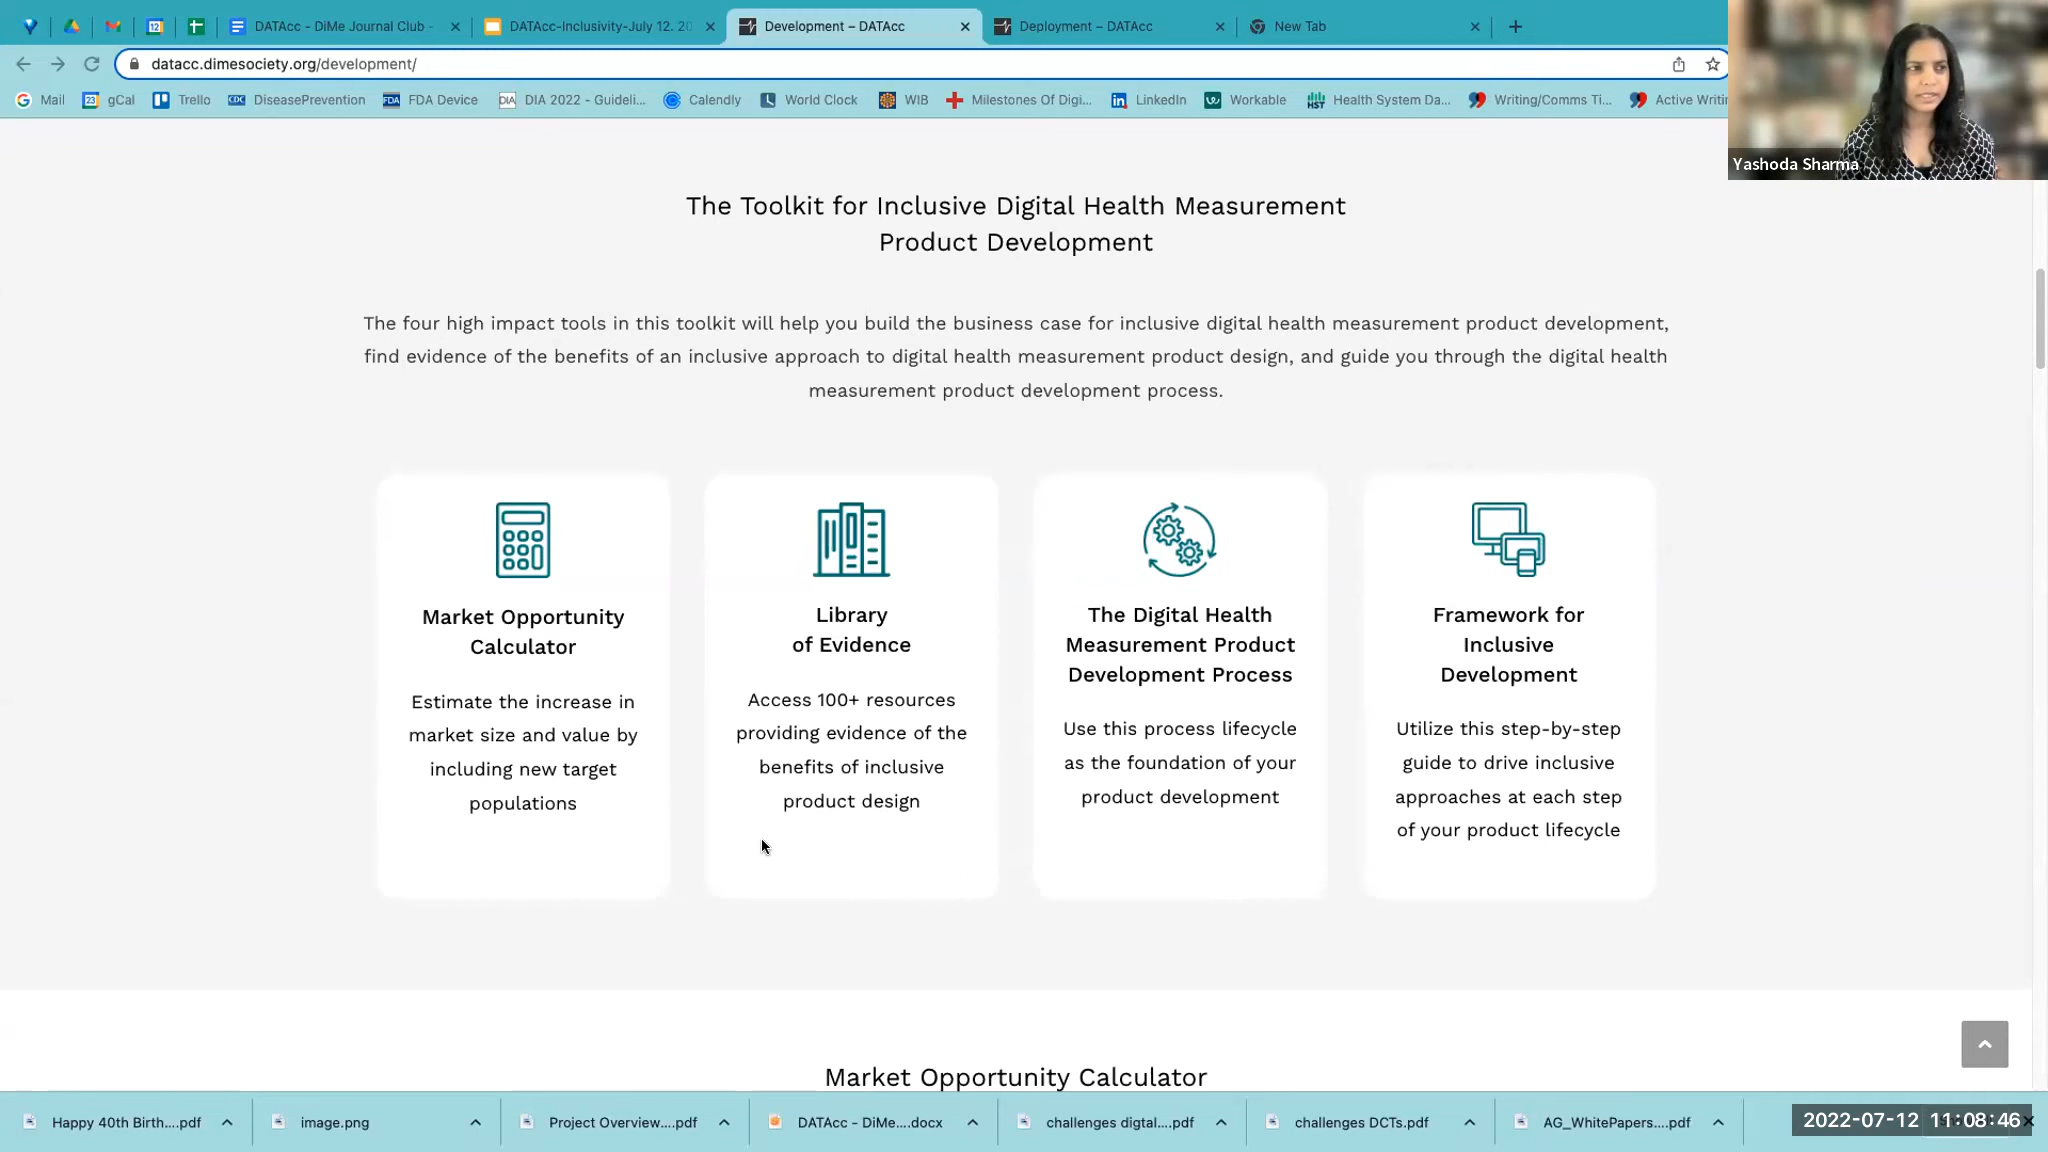 DATAcc - DiMe Journal Club -
DATAcc-Inclusivity-July 12. 20
Development – DATAcc
Deployment – DATAcc
New Tab
datacc.dimesociety.org/development/
Mail
gCal
Trello
DiseasePrevention
FDA Device
DIA 2022 - Guideli...
Calendly
World Clock
WIB
Milestones Of Digi...
LinkedIn
Workable
Health System Da...
Writing/Comms Ti...
Active Writi
Yashoda Sharma
The Toolkit for Inclusive Digital Health Measurement
Product Development
The four high impact tools in this toolkit will help you build the business case for inclusive digital health measurement product development,
find evidence of the benefits of an inclusive approach to digital health measurement product design, and guide you through the digital health
measurement product development process.
Market Opportunity
Calculator
Estimate the increase in
market size and value by
including new target
populations
Library
of Evidence
Access 100+ resources
providing evidence of the
benefits of inclusive
product design
The Digital Health
Measurement Product
Development Process
Use this process lifecycle
as the foundation of your
product development
Framework for
Inclusive
Development
Utilize this step-by-step
guide to drive inclusive
approaches at each step
of your product lifecycle
Market Opportunity Calculator
Happy 40th Birth....pdf
image.png
Project Overview....pdf
DATAcc - DiMe....docx
challenges digtal....pdf
challenges DCTs.pdf
AG_WhitePapers....pdf
2022-07-12 11:08:46